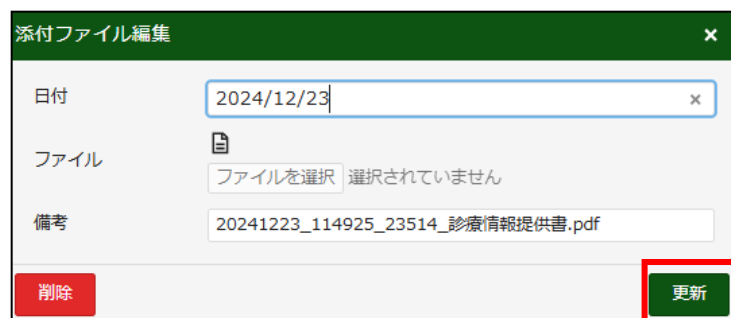 添付ファイル編集 ×
日付 2024/12/23 ×
ファイル
ファイルを選択 選択されていません
備考 20241223_114925_23514_診療情報提供書.pdf
削除 更新